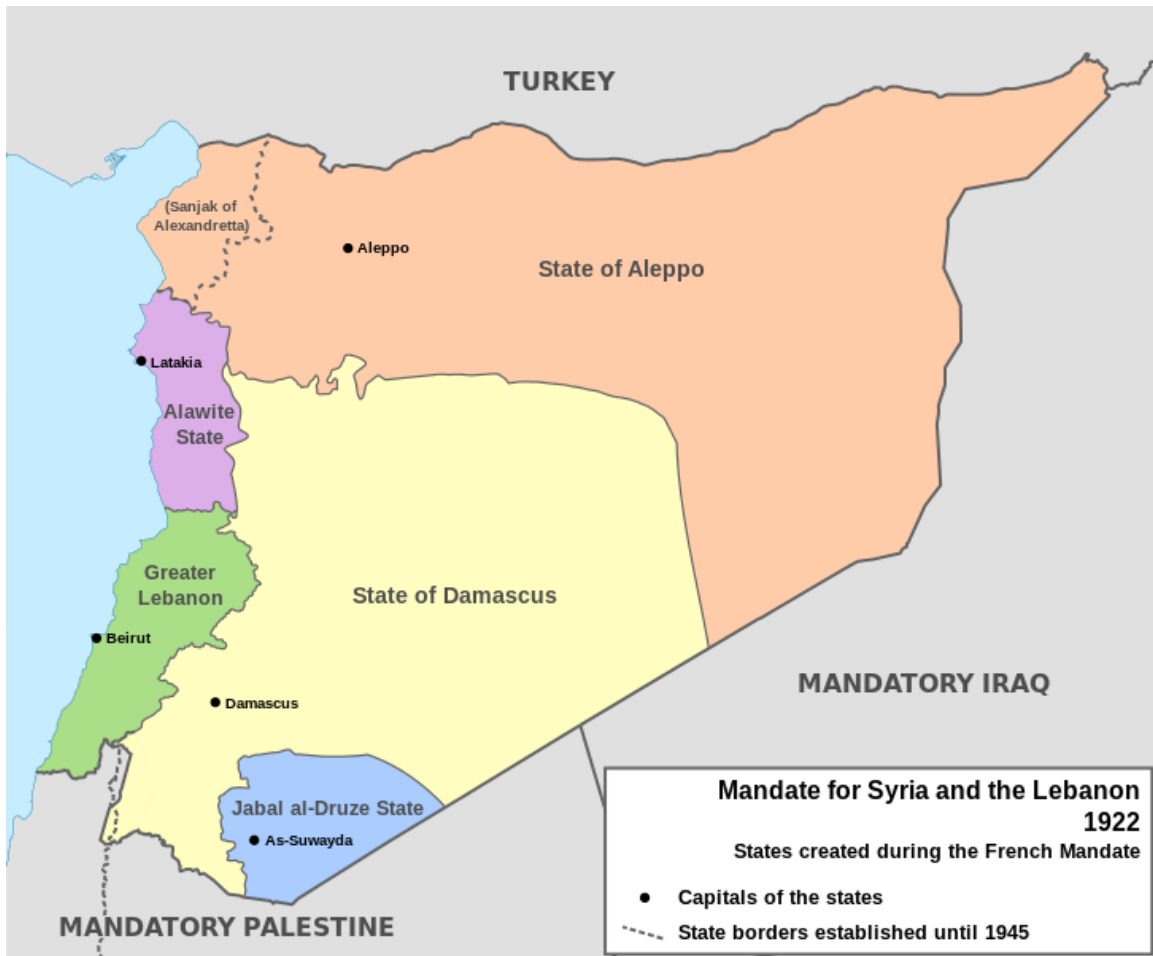 TURKEY
(Sanjak of
Alexandretta)
Aleppo
State of Aleppo
Latakia
Alawite
State
Greater
Lebanon
State of Damascus
Beirut
MANDATORY IRAQ
Damascus
Jabal al-Druze State
As-Suwayda
MANDATORY PALESTINE
Mandate for Syria and the Lebanon
1922
States created during the French Mandate
Capitals of the states
State borders established until 1945